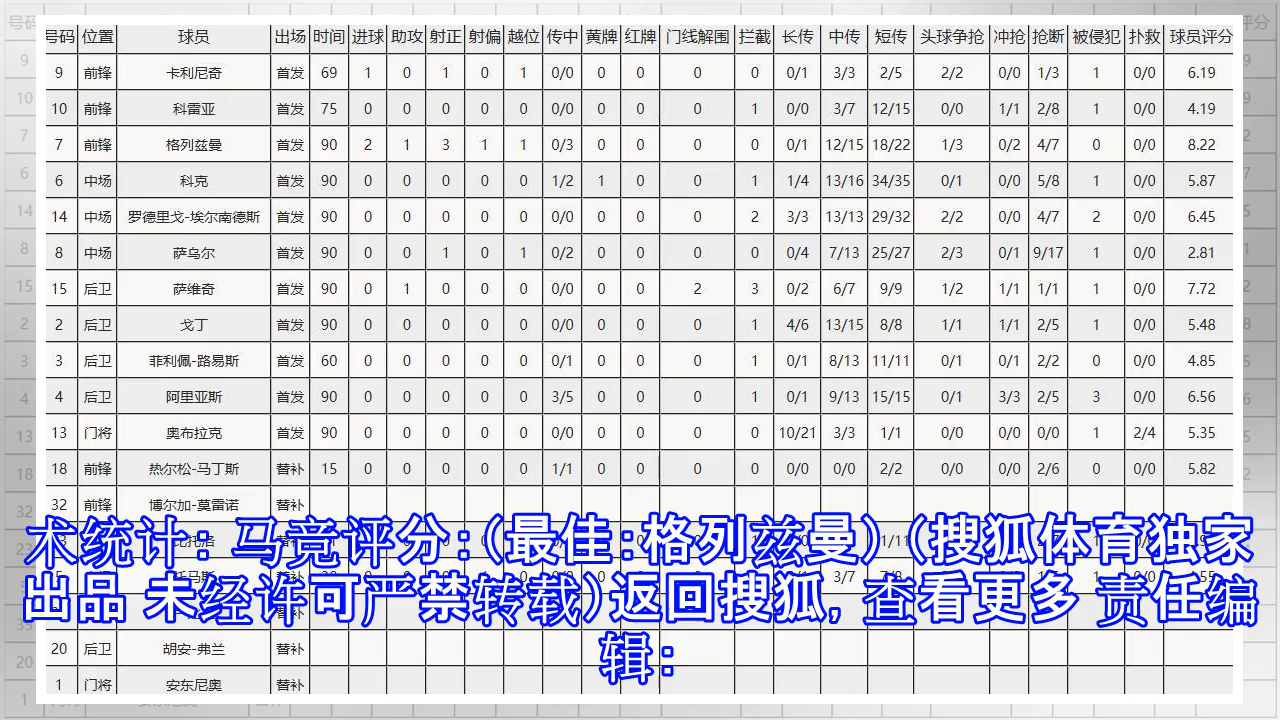 号码 位置 球员 出场 时间 进球 助攻 射正 射偏 越位 传中 黄牌 红牌 门线解围 拦截 长传 中传 短传 头球争抢 冲抢 抢断 被侵犯 扑救 球员评分
9 前锋 卡利尼奇 首发 69 1 0 1 0 1 0/0 0 0 0 0 0/1 3/3 2/5 2/2 0/0 1/3 1 0/0 6.19
10 前锋 科雷亚 首发 75 0 0 0 0 0 0/0 0 0 0 1 0/0 3/7 12/15 0/0 1/1 2/8 1 0/0 4.19
7 前锋 格列兹曼 首发 90 2 1 3 1 1 0/3 0 0 0 0 0/1 12/15 18/22 1/3 0/2 4/7 0 0/0 8.22
6 中场 科克 首发 90 0 0 0 0 0 1/2 1 0 0 1 1/4 13/16 34/35 0/1 0/0 5/8 1 0/0 5.87
14 中场 罗德里戈-埃尔南德斯 首发 90 0 0 0 0 0 0/0 0 0 0 2 3/3 13/13 29/32 2/2 0/0 4/7 2 0/0 6.45
8 中场 萨乌尔 首发 90 0 0 1 0 1 0/2 0 0 0 0 0/4 7/13 25/27 2/3 0/1 9/17 1 0/0 2.81
15 后卫 萨维奇 首发 90 0 1 0 0 0 0/0 0 0 2 3 0/2 6/7 9/9 1/2 1/1 1/1 1 0/0 7.72
2 后卫 戈丁 首发 90 0 0 0 0 0 0/0 0 0 0 1 4/6 13/15 8/8 1/1 1/1 2/5 1 0/0 5.48
3 后卫 菲利佩-路易斯 首发 60 0 0 0 0 0 0/1 0 0 0 1 0/1 8/13 11/11 0/1 0/1 2/2 0 0/0 4.85
4 后卫 阿里亚斯 首发 90 0 0 0 0 0 3/5 0 0 0 1 0/1 9/13 15/15 0/1 3/3 2/5 3 0/0 6.56
13 门将 奥布拉克 首发 90 0 0 0 0 0 0/0 0 0 0 0 10/21 3/3 1/1 0/0 0/0 0/0 1 2/4 5.35
18 前锋 热尔松-马丁斯 替补 15 0 0 0 0 0 1/1 0 0 0 0 0/0 0/0 2/2 0/0 0/0 2/6 0 0/0 5.82
32 前锋 博尔加-莫雷诺 替补
术统计: 马竞评分:(最佳:格列兹曼) (搜狐体育独家
出品 未经许可严禁转载)返回搜狐, 查看更多 责任编
辑:
20 后卫 胡安-弗兰 替补
1 门将 安东尼奥 替补